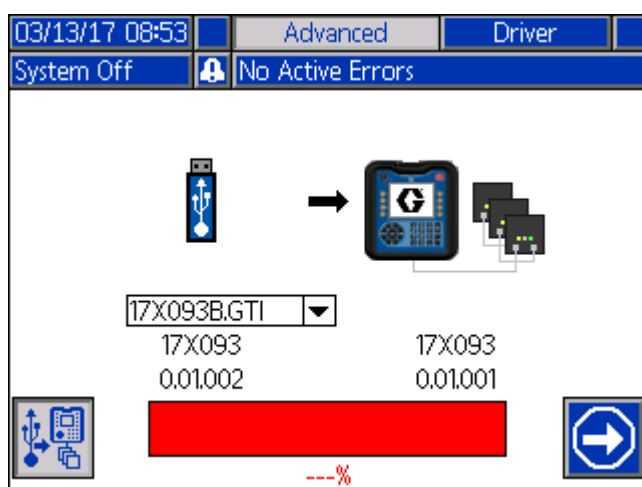 03/13/17 08:53 Advanced Driver
System Off No Active Errors
G
17X093B.GTI
17X093 17X093
0.01.002 0.01.001
---%